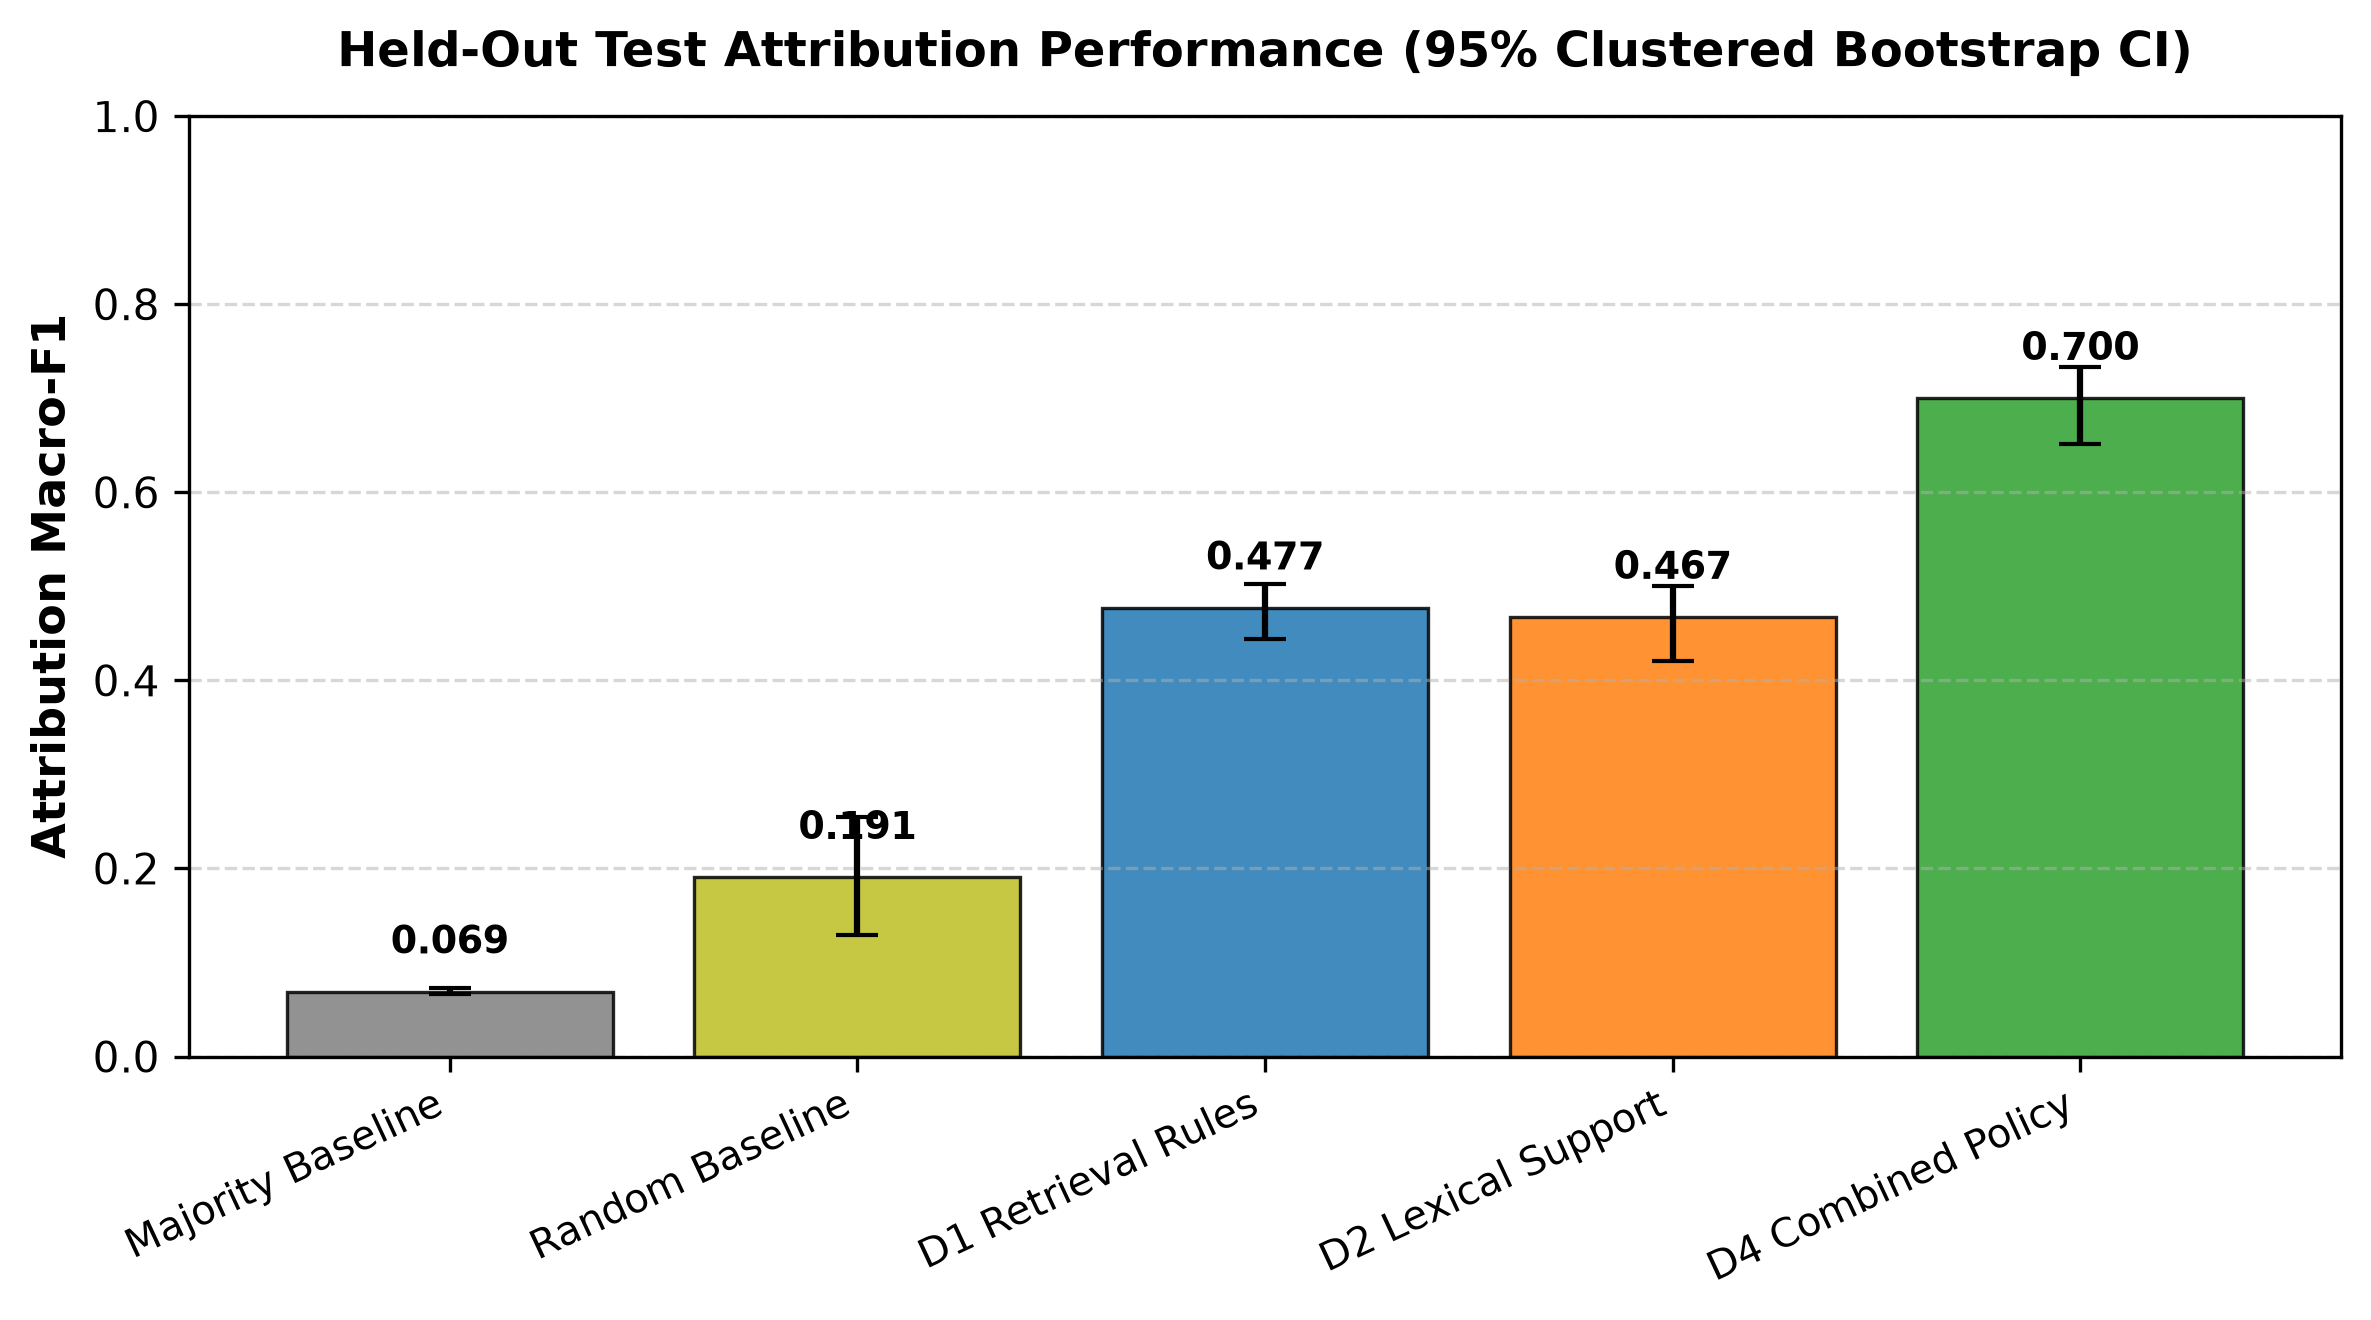 Held-Out Test Attribution Performance (95% Clustered Bootstrap CI)
Attribution Macro-F1
1.0
0.8
0.6
0.4
0.2
0.0
0.069
0.191
0.477
0.467
0.700
Majority Baseline
Random Baseline
D1 Retrieval Rules
D2 Lexical Support
D4 Combined Policy